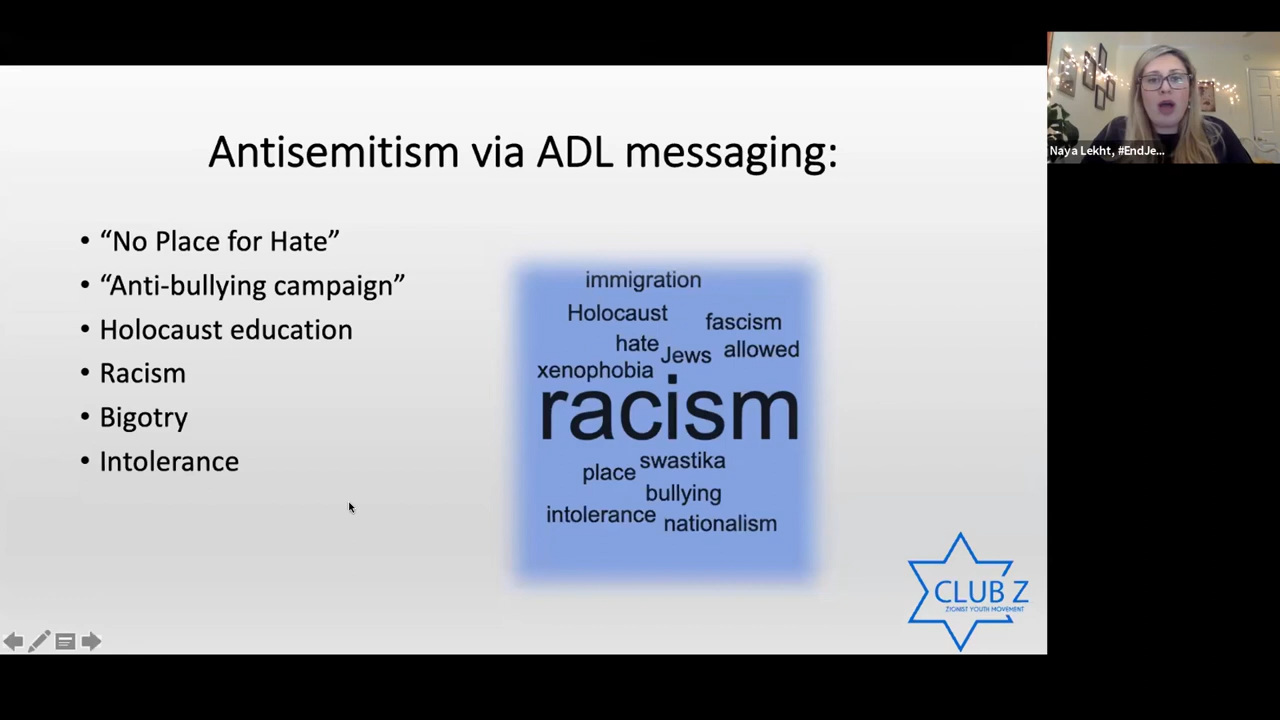 Antisemitism via ADL messaging:
• “No Place for Hate”
• “Anti-bullying campaign”
• Holocaust education
• Racism
• Bigotry
• Intolerance
immigration
Holocaust
fascism
hate
Jews
allowed
xenophobia
racism
swastika
place
bullying
intolerance
nationalism
CLUB Z
ZIONIST YOUTH MOVEMENT
Naya Lekht, #EndJe...